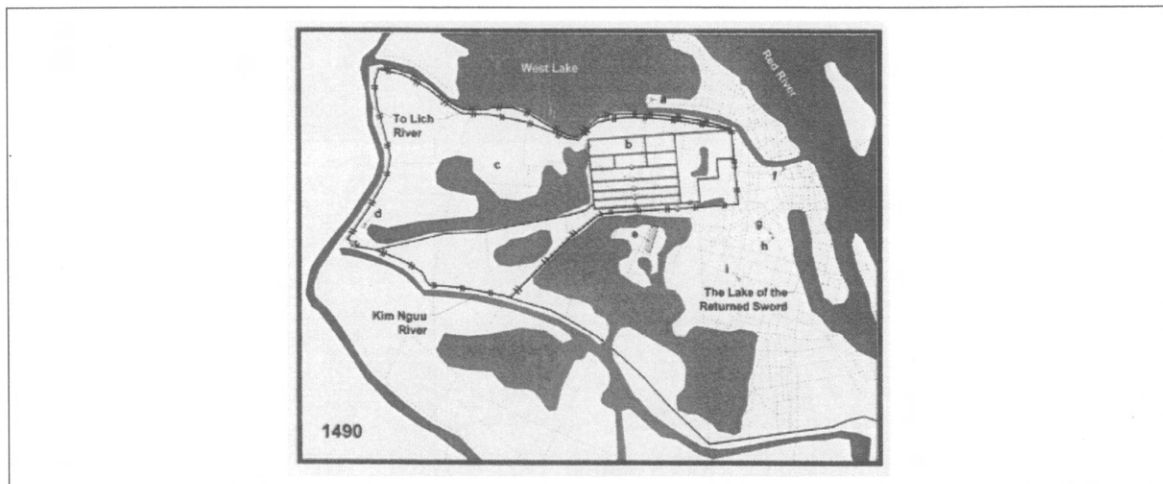 West Lake
Red River
a
To Lich
River
b
c
f
d
g
e
h
i
The Lake of the
Returned Sword
Kim Nguu
River
1490